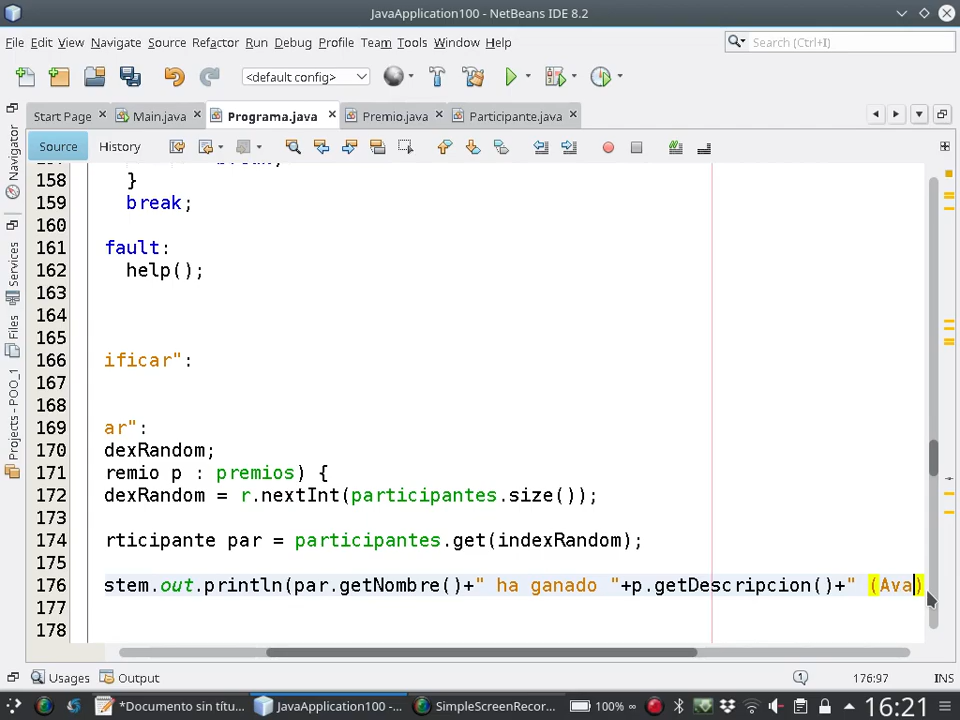 JavaApplication100 - NetBeans IDE 8.2
File Edit View Navigate Source Refactor Run Debug Profile Team Tools Window Help
Search (Ctrl+I)
<default config>
Start Page Main.java Programa.java Premio.java Participante.java
Source History
Navigator
Services
Files
Projects - POO_1
158 }
159 break;
160
161 fault:
162 help();
163
164
165
166 ificar":
167
168
169 ar":
170 dexRandom;
171 remio p : premios) {
172 dexRandom = r.nextInt(participantes.size());
173
174 rticipante par = participantes.get(indexRandom);
175
176 stem.out.println(par.getNombre()+" ha ganado "+p.getDescripcion()+" (Ava)
177
178
Usages Output 1 176:97 INS
*Documento sin títu... JavaApplication100 -... SimpleScreenRecor... 100% ∞ 16:21